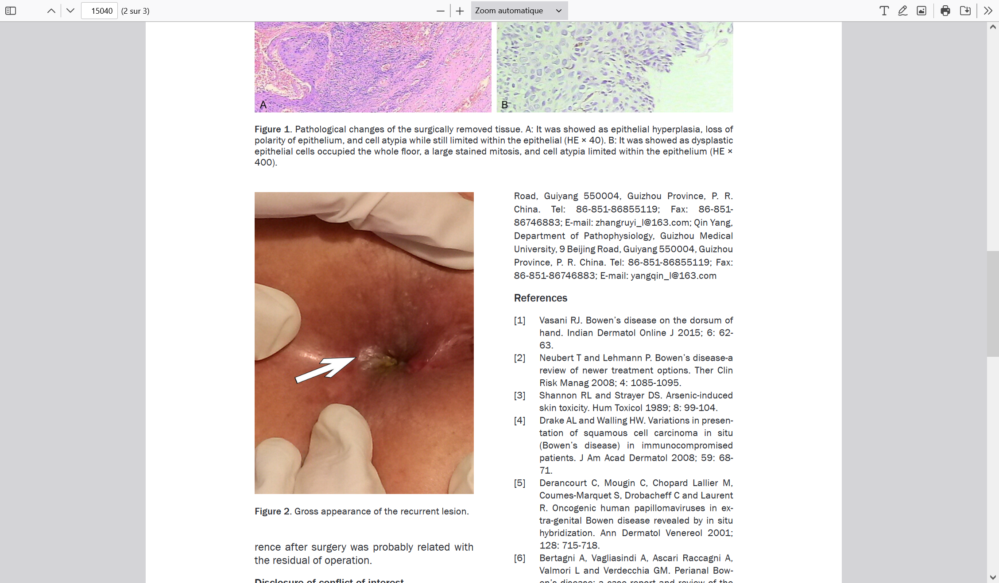 15040 (2 sur 3)
Zoom automatique
A
B
Figure 1. Pathological changes of the surgically removed tissue. A: It was showed as epithelial hyperplasia, loss of
polarity of epithelium, and cell atypia while still limited within the epithelial (HE × 40). B: It was showed as dysplastic
epithelial cells occupied the whole floor, a large stained mitosis, and cell atypia limited within the epithelium (HE ×
400).
Figure 2. Gross appearance of the recurrent lesion.
rence after surgery was probably related with
the residual of operation.
Disclosure of conflict of interest
Road, Guiyang 550004, Guizhou Province, P. R.
China. Tel: 86-851-86855119; Fax: 86-851-
86746883; E-mail: zhangruyi_l@163.com; Qin Yang,
Department of Pathophysiology, Guizhou Medical
University, 9 Beijing Road, Guiyang 550004, Guizhou
Province, P. R. China. Tel: 86-851-86855119; Fax:
86-851-86746883; E-mail: yangqin_l@163.com
References
[1] Vasani RJ. Bowen’s disease on the dorsum of
hand. Indian Dermatol Online J 2015; 6: 62-
63.
[2] Neubert T and Lehmann P. Bowen’s disease-a
review of newer treatment options. Ther Clin
Risk Manag 2008; 4: 1085-1095.
[3] Shannon RL and Strayer DS. Arsenic-induced
skin toxicity. Hum Toxicol 1989; 8: 99-104.
[4] Drake AL and Walling HW. Variations in presen-
tation of squamous cell carcinoma in situ
(Bowen’s disease) in immunocompromised
patients. J Am Acad Dermatol 2008; 59: 68-
71.
[5] Derancourt C, Mougin C, Chopard Lallier M,
Coumes-Marquet S, Drobacheff C and Laurent
R. Oncogenic human papillomaviruses in ex-
tra-genital Bowen disease revealed by in situ
hybridization. Ann Dermatol Venereol 2001;
128: 715-718.
[6] Bertagni A, Vagliasindi A, Ascari Raccagni A,
Valmori L and Verdecchia GM. Perianal Bow-
en’s disease: a case report and review of the